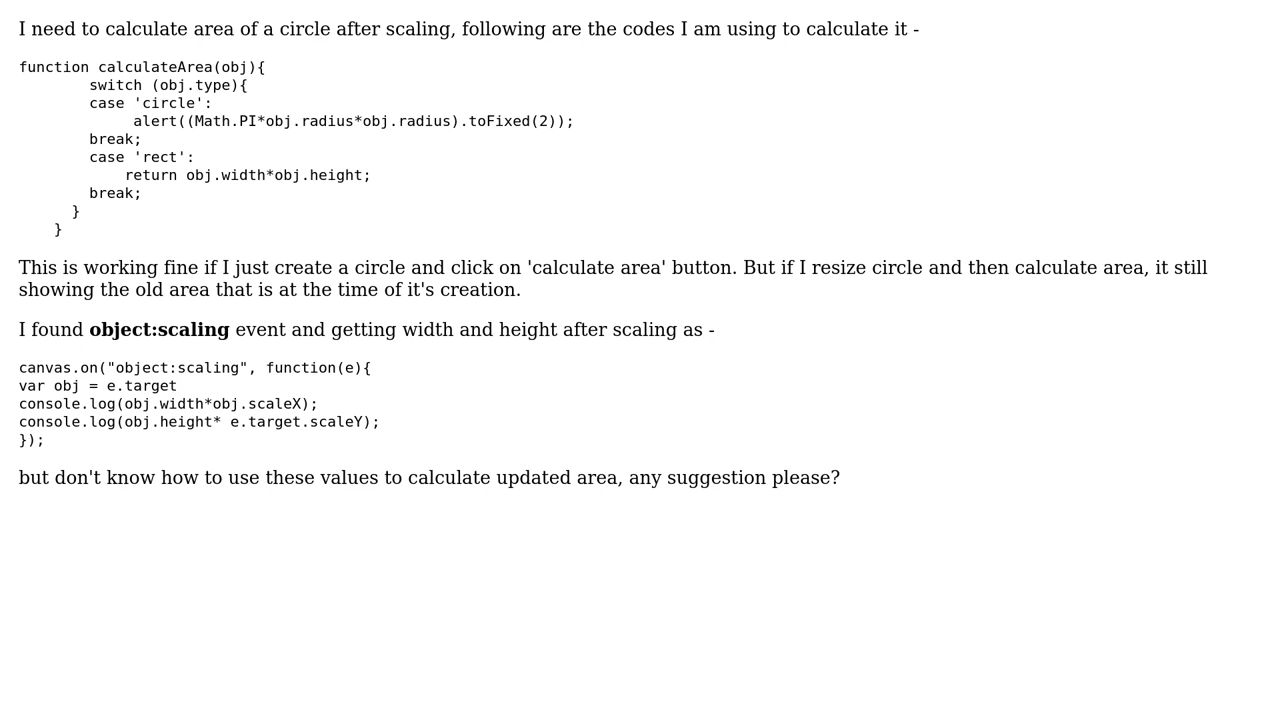 I need to calculate area of a circle after scaling, following are the codes I am using to calculate it -
function calculateArea(obj){
        switch (obj.type){
        case 'circle':
             alert((Math.PI*obj.radius*obj.radius).toFixed(2));
        break;
        case 'rect':
            return obj.width*obj.height;
        break;
      }
    }
This is working fine if I just create a circle and click on 'calculate area' button. But if I resize circle and then calculate area, it still
showing the old area that is at the time of it's creation.
I found object:scaling event and getting width and height after scaling as -
canvas.on("object:scaling", function(e){
var obj = e.target
console.log(obj.width*obj.scaleX);
console.log(obj.height* e.target.scaleY);
});
but don't know how to use these values to calculate updated area, any suggestion please?